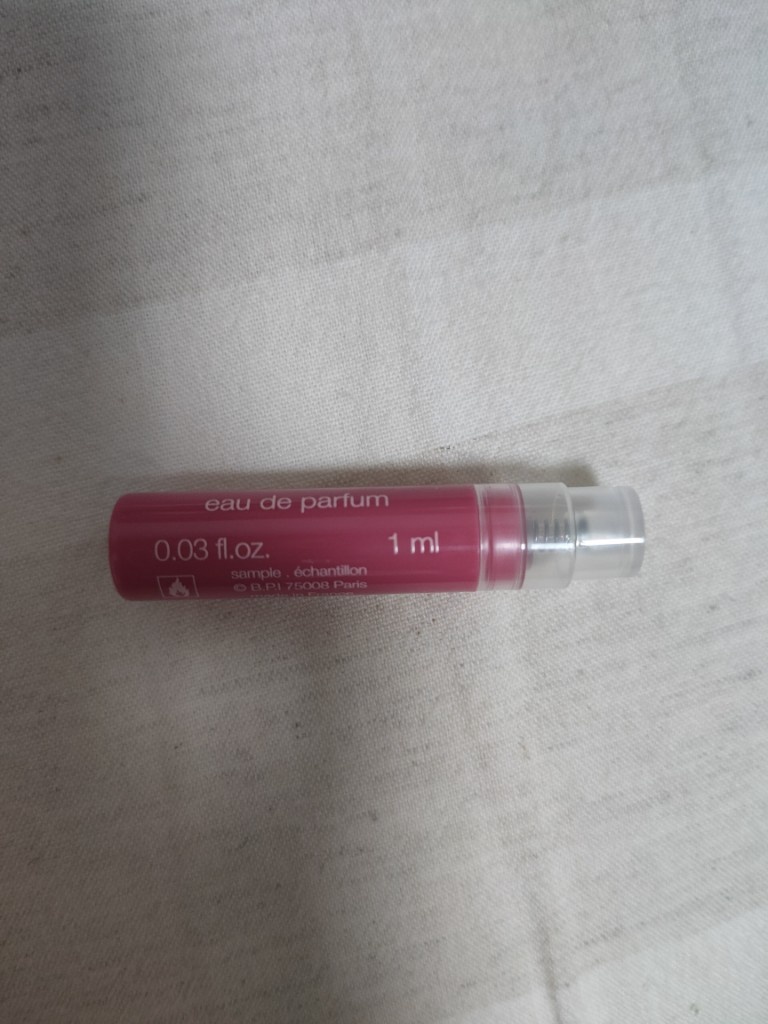 eau de parfum
0.03 fl.oz. 1 ml
sample . échantillon
© B.P.I 75008 Paris